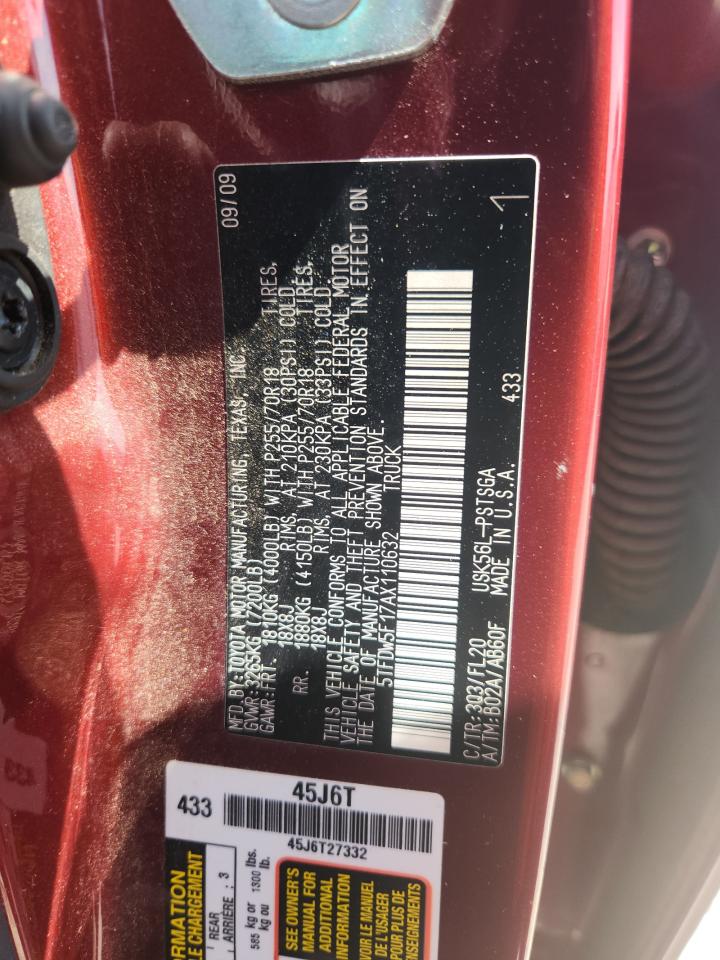 09/09
MFD.BY:TOYOTA MOTOR MANUFACTURING, TEXAS, INC.
GVWR:3265KG (7200LB)
GAWR:FRT. 1810KG (4000LB) WITH P255/70R18 TIRES,
18X8J RIMS, AT 210KPA (30PSI) COLD
RR. 1880KG (4150LB) WITH P255/70R18 TIRES,
18X8J RIMS, AT 230KPA (33PSI) COLD
THIS VEHICLE CONFORMS TO ALL APPLICABLE FEDERAL MOTOR
VEHICLE SAFETY AND THEFT PREVENTION STANDARDS IN EFFECT ON
THE DATE OF MANUFACTURE SHOWN ABOVE.
5TFDW5F17AX110632 TRUCK
C/TR:3Q3/FL20 USK56L-PSTSGA 433
A/TM:B02A/AB60F MADE IN U.S.A.
1
433 45J6T
45J6T27332
REAR
ARRIÈRE : 3
585 kg or 1300 lbs.
kg ou lb.
SEE OWNER'S
MANUAL FOR
ADDITIONAL
INFORMATION
VOIR LE MANUEL
DE L'USAGER
POUR PLUS DE